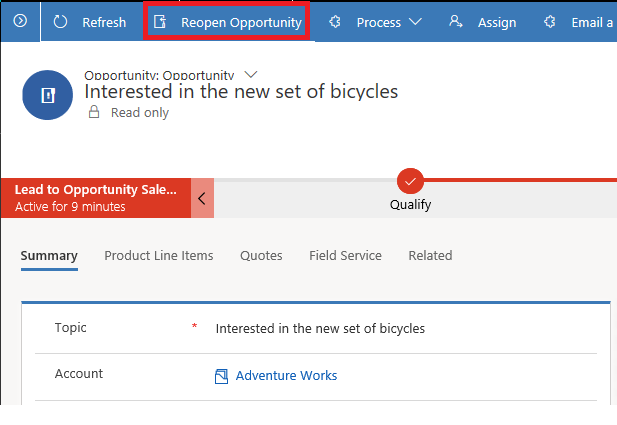 Refresh Reopen Opportunity Process Assign Email a
Opportunity: Opportunity
Interested in the new set of bicycles
Read only
Lead to Opportunity Sale...
Active for 9 minutes
Qualify
Summary Product Line Items Quotes Field Service Related
Topic * Interested in the new set of bicycles
Account Adventure Works